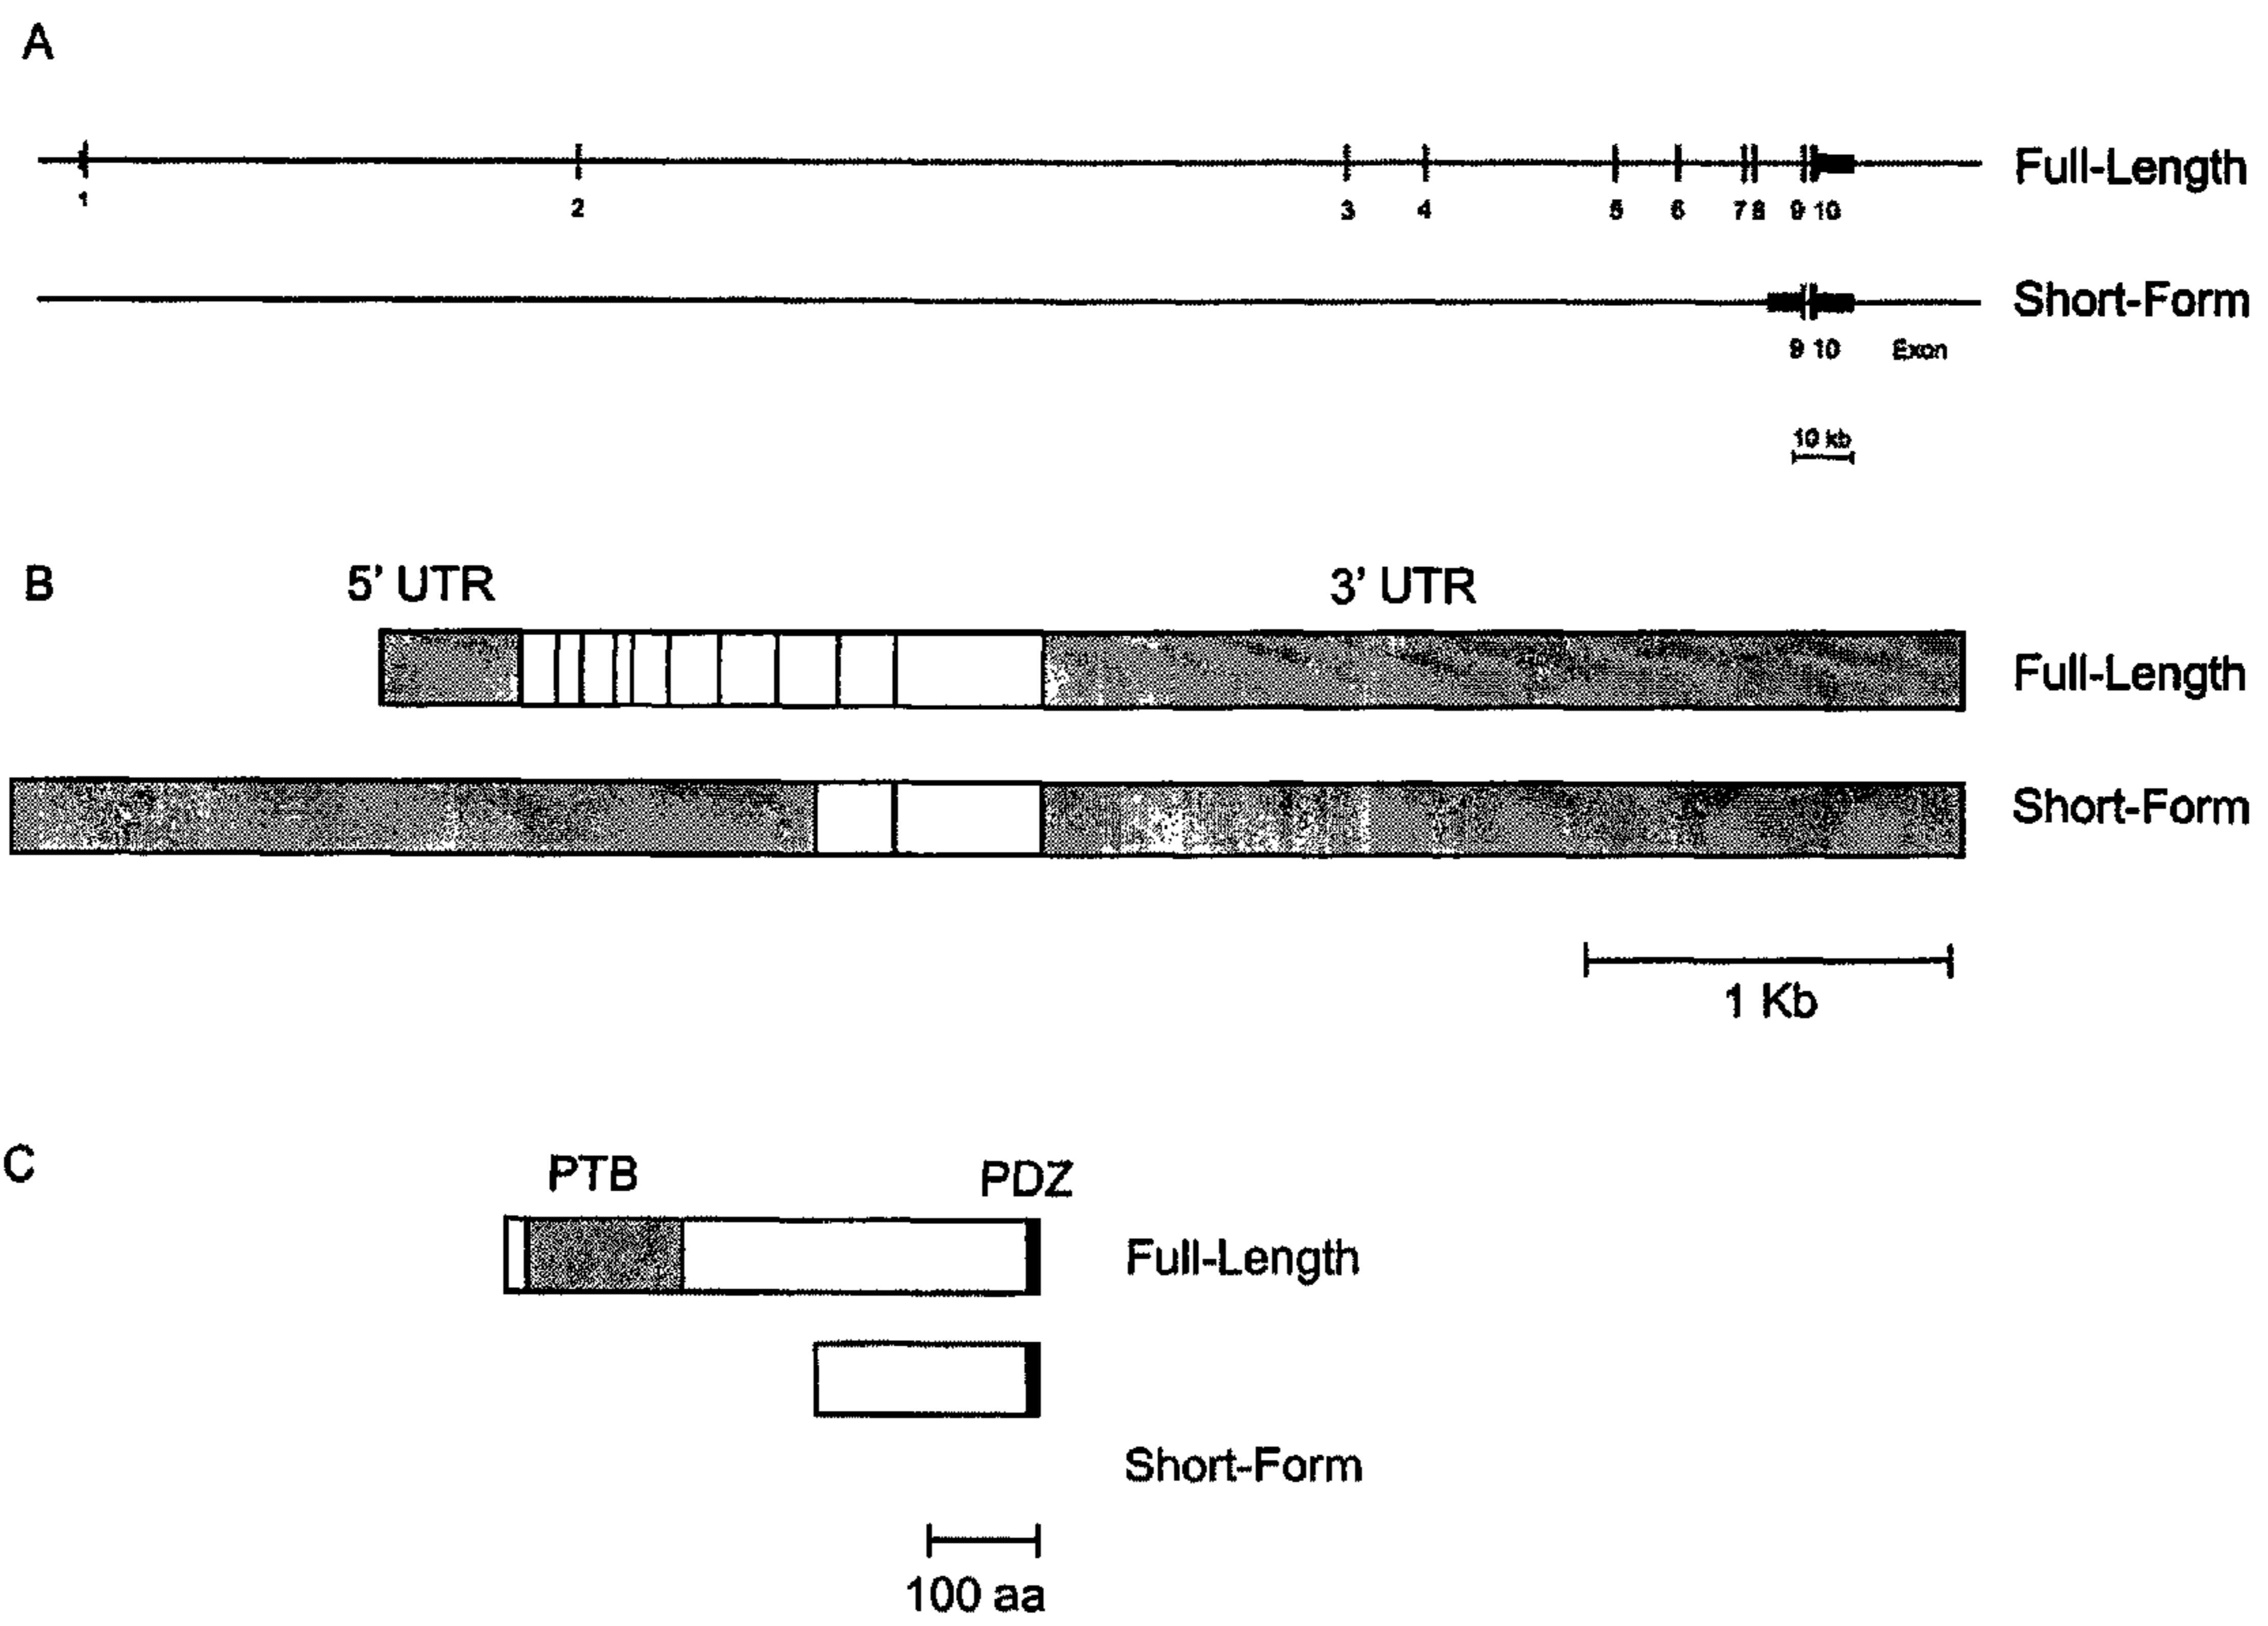 A
Full-Length
1 2 3 4 5 6 7 8 9 10
Short-Form
9 10 Exon
10 kb
B 5' UTR 3' UTR
Full-Length
Short-Form
1 Kb
C PTB PDZ
Full-Length
Short-Form
100 aa